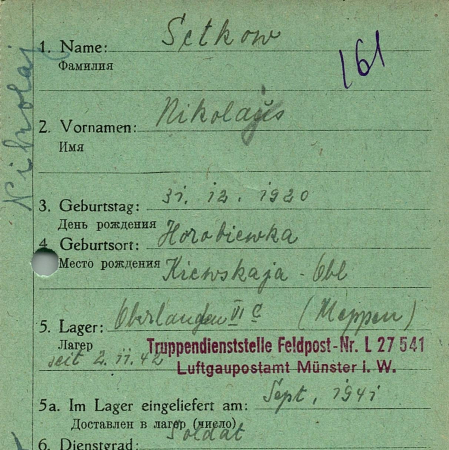 Nikolaj
161
1. Name: Setkow
Фамилия
2. Vornamen: Nikolajes
Имя
3. Geburtstag: 31. 12. 1920
День рождения
4. Geburtsort: Horobiewka
Место рождения Kiewskaja - Obl
5. Lager: Oberlangen VI C (Meppen)
Лагер
seit 2. 11. 42
Truppendienststelle Feldpost-Nr. L 27 541
Luftgaupostamt Münster i. W.
5a. Im Lager eingeliefert am: Sept. 1941
Доставлен в лагер (число)
6. Dienstgrad: Soldat